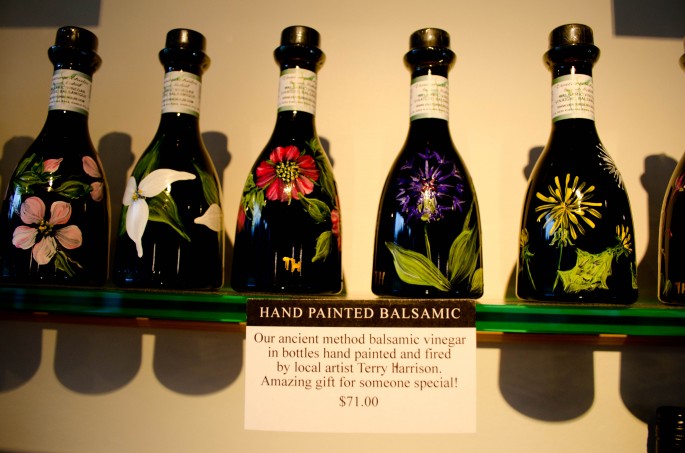 HAND PAINTED BALSAMIC
Our ancient method balsamic vinegar
in bottles hand painted and fired
by local artist Terry Harrison.
Amazing gift for someone special!
$71.00